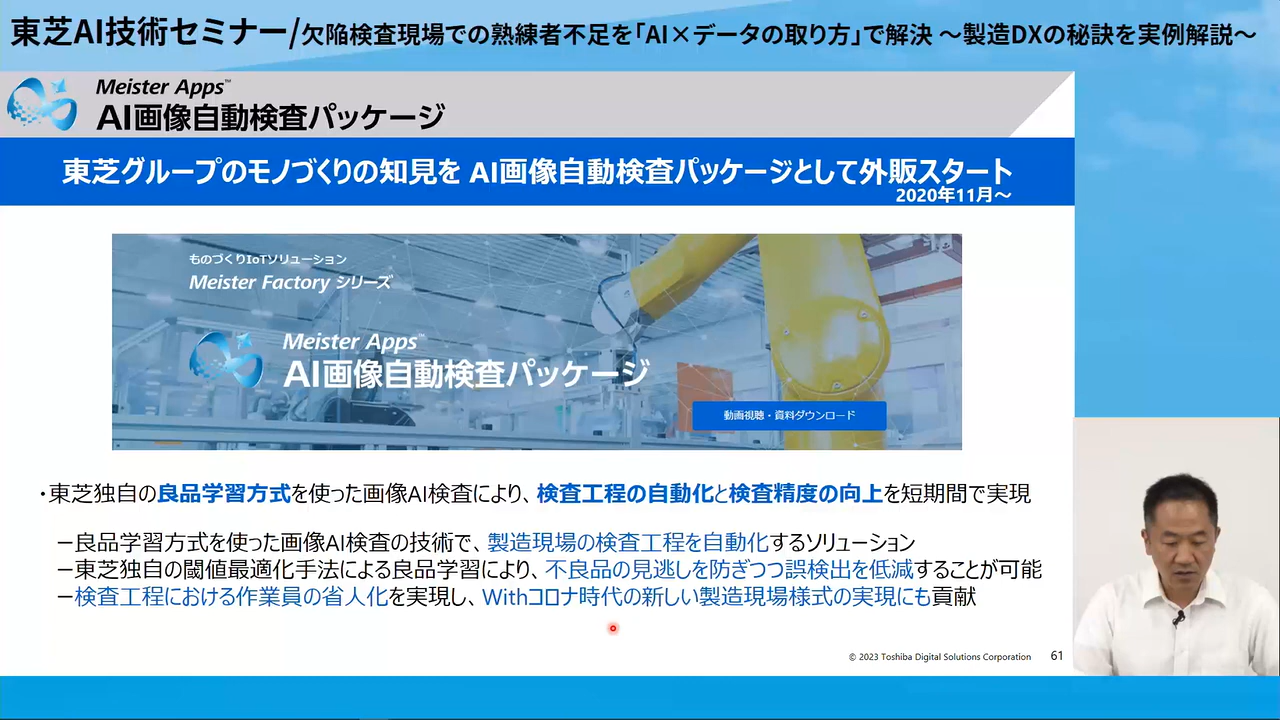 東芝AI技術セミナー/欠陥検査現場での熟練者不足を「AI×データの取り方」で解決 ～製造DXの秘訣を実例解説～
Meister Apps™
AI画像自動検査パッケージ
東芝グループのモノづくりの知見を AI画像自動検査パッケージとして外販スタート
2020年11月～
ものづくりIoTソリューション
Meister Factory シリーズ
Meister Apps™
AI画像自動検査パッケージ
動画視聴・資料ダウンロード
・東芝独自の良品学習方式を使った画像AI検査により、検査工程の自動化と検査精度の向上を短期間で実現
－良品学習方式を使った画像AI検査の技術で、製造現場の検査工程を自動化するソリューション
－東芝独自の閾値最適化手法による良品学習により、不良品の見逃しを防ぎつつ誤検出を低減することが可能
－検査工程における作業員の省人化を実現し、Withコロナ時代の新しい製造現場様式の実現にも貢献
© 2023 Toshiba Digital Solutions Corporation 61